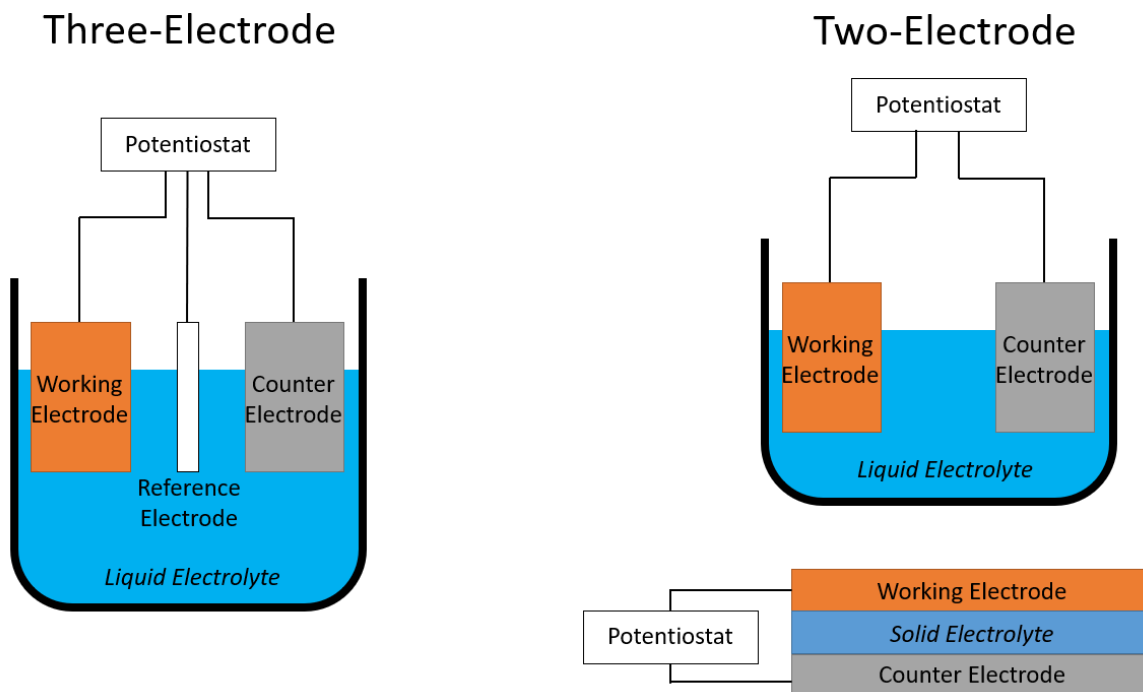 Three-Electrode
Potentiostat
Working
Electrode
Counter
Electrode
Reference
Electrode
Liquid Electrolyte
Two-Electrode
Potentiostat
Working
Electrode
Counter
Electrode
Liquid Electrolyte
Potentiostat
Working Electrode
Solid Electrolyte
Counter Electrode